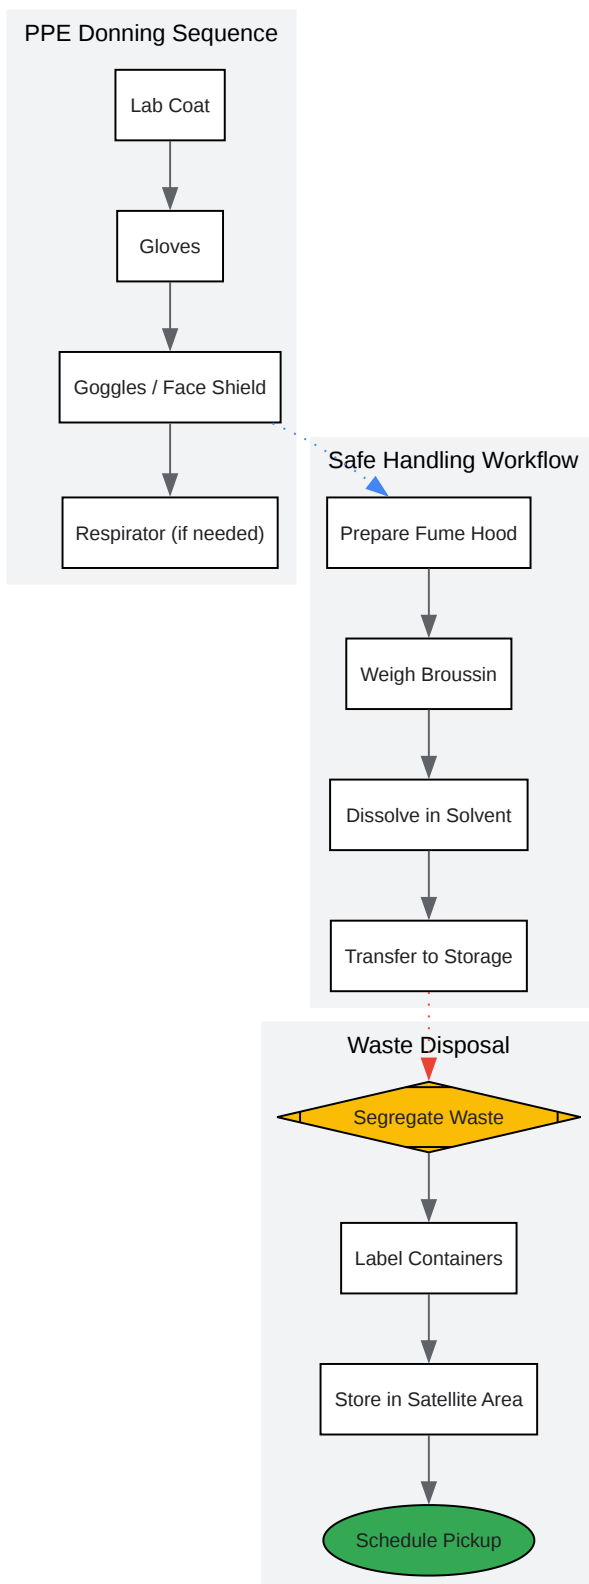 PPE Donning Sequence
Lab Coat
Gloves
Goggles / Face Shield
Respirator (if needed)
Safe Handling Workflow
Prepare Fume Hood
Weigh Broussin
Dissolve in Solvent
Transfer to Storage
Waste Disposal
Segregate Waste
Label Containers
Store in Satellite Area
Schedule Pickup